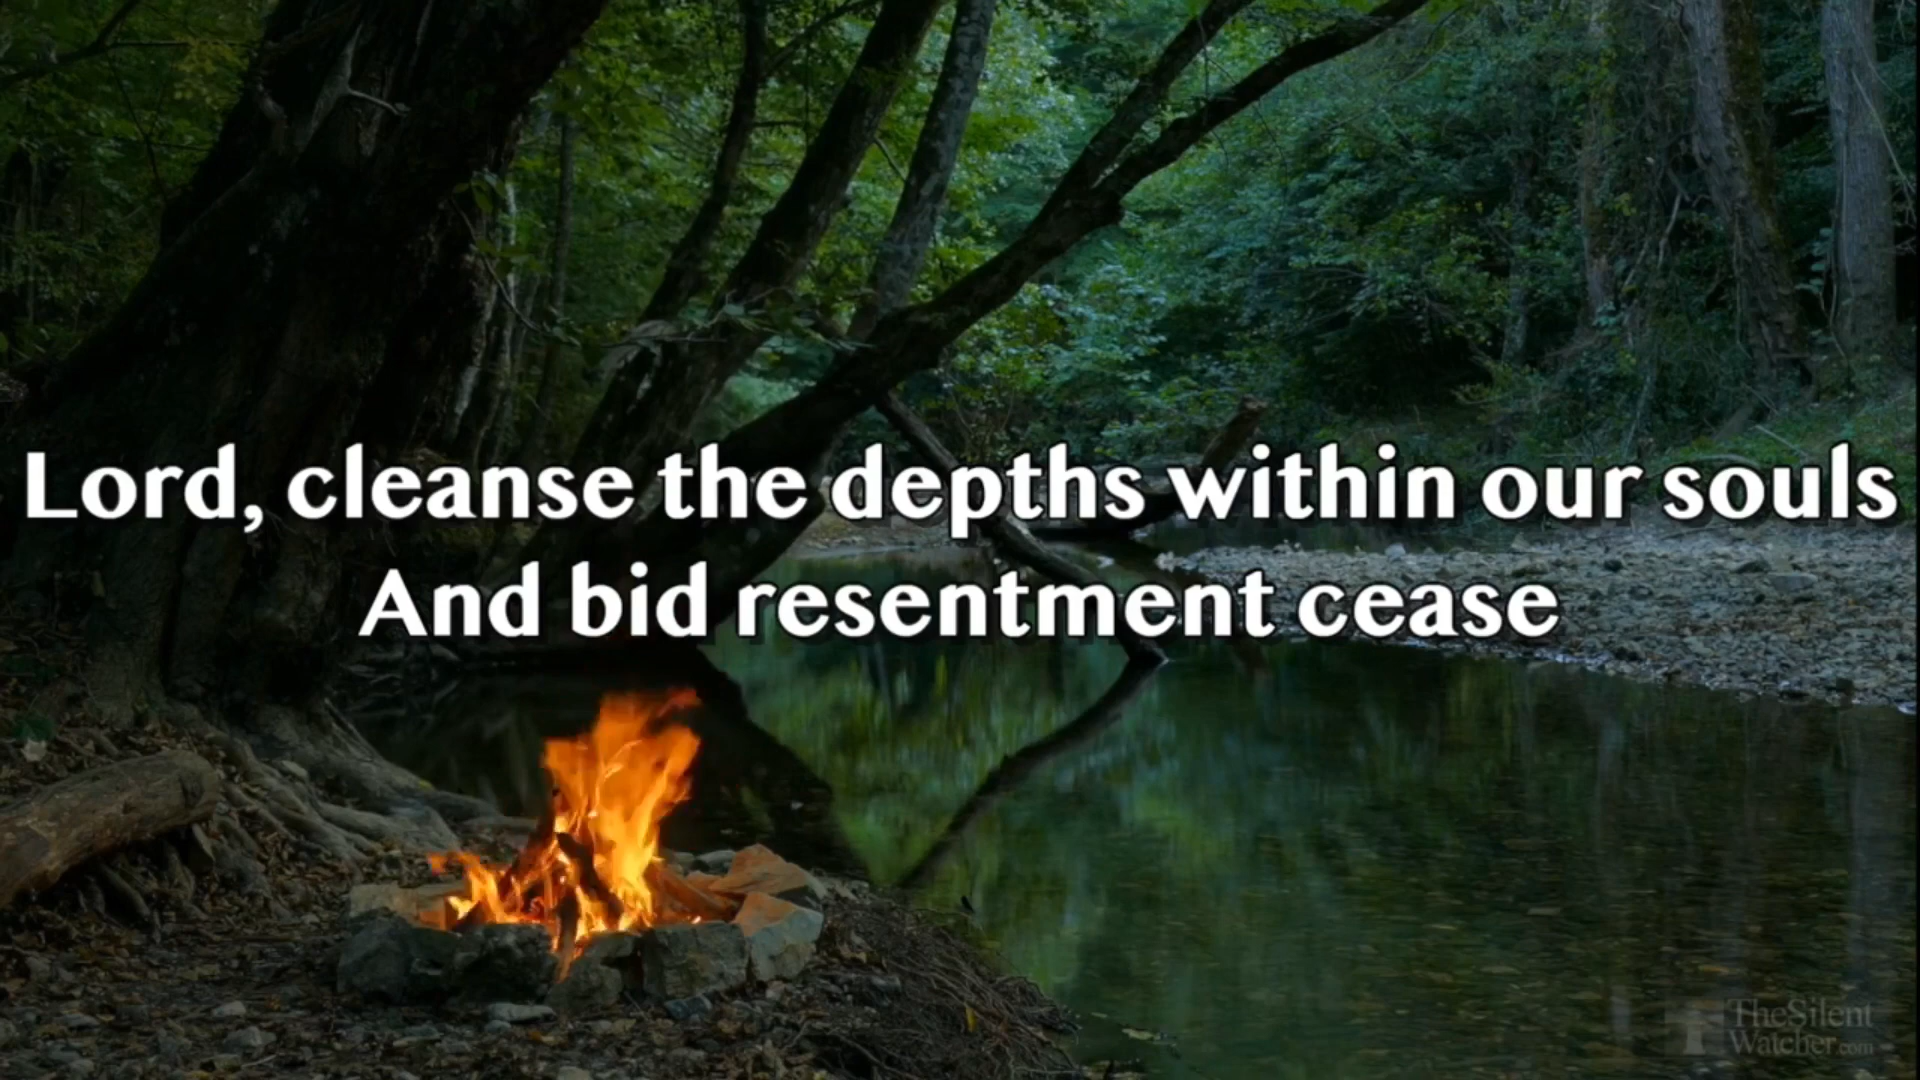 Lord, cleanse the depths within our souls
And bid resentment cease
TheSilent
Watcher.com